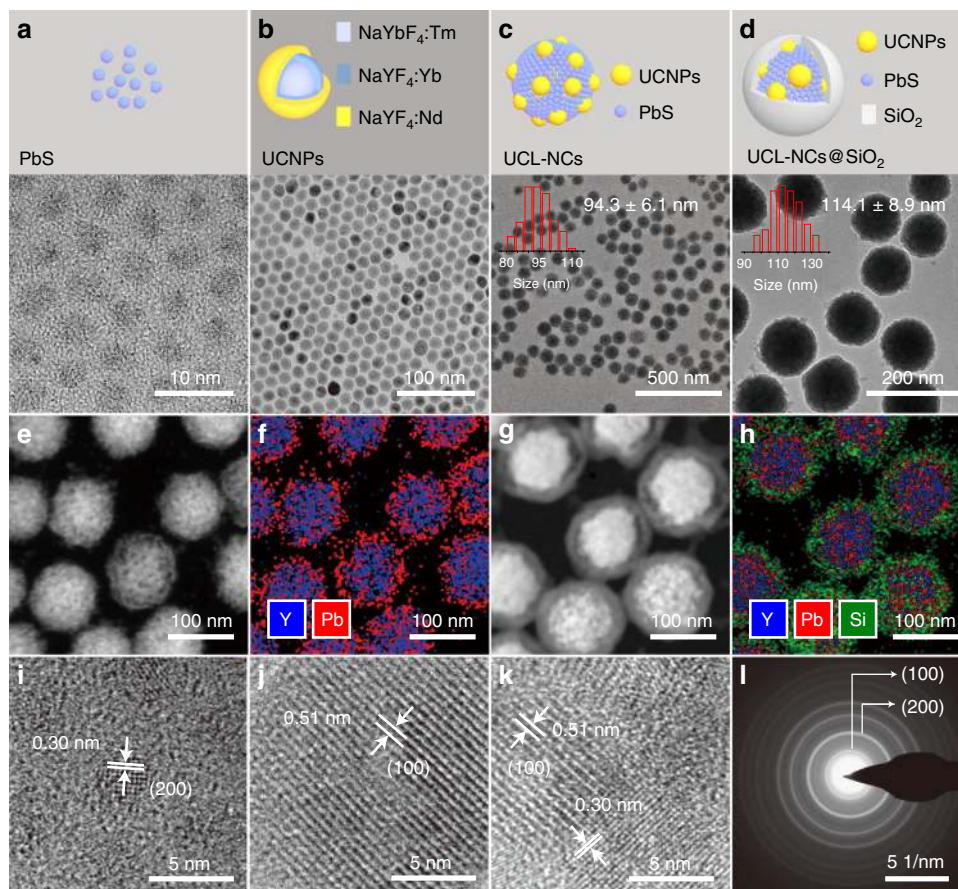 a
PbS
b
NaYbF₄:Tm
NaYF₄:Yb
NaYF₄:Nd
UCNPs
c
UCNPs
PbS
UCL-NCs
d
UCNPs
PbS
SiO₂
UCL-NCs@SiO₂
10 nm
100 nm
94.3 ± 6.1 nm
80 95 110
Size (nm)
500 nm
114.1 ± 8.9 nm
90 110 130
Size (nm)
200 nm
e
100 nm
f
Y Pb
100 nm
g
100 nm
h
Y Pb Si
100 nm
i
0.30 nm
(200)
5 nm
j
0.51 nm
(100)
5 nm
k
0.51 nm
(100)
0.30 nm
5 nm
l
(100)
(200)
5 1/nm